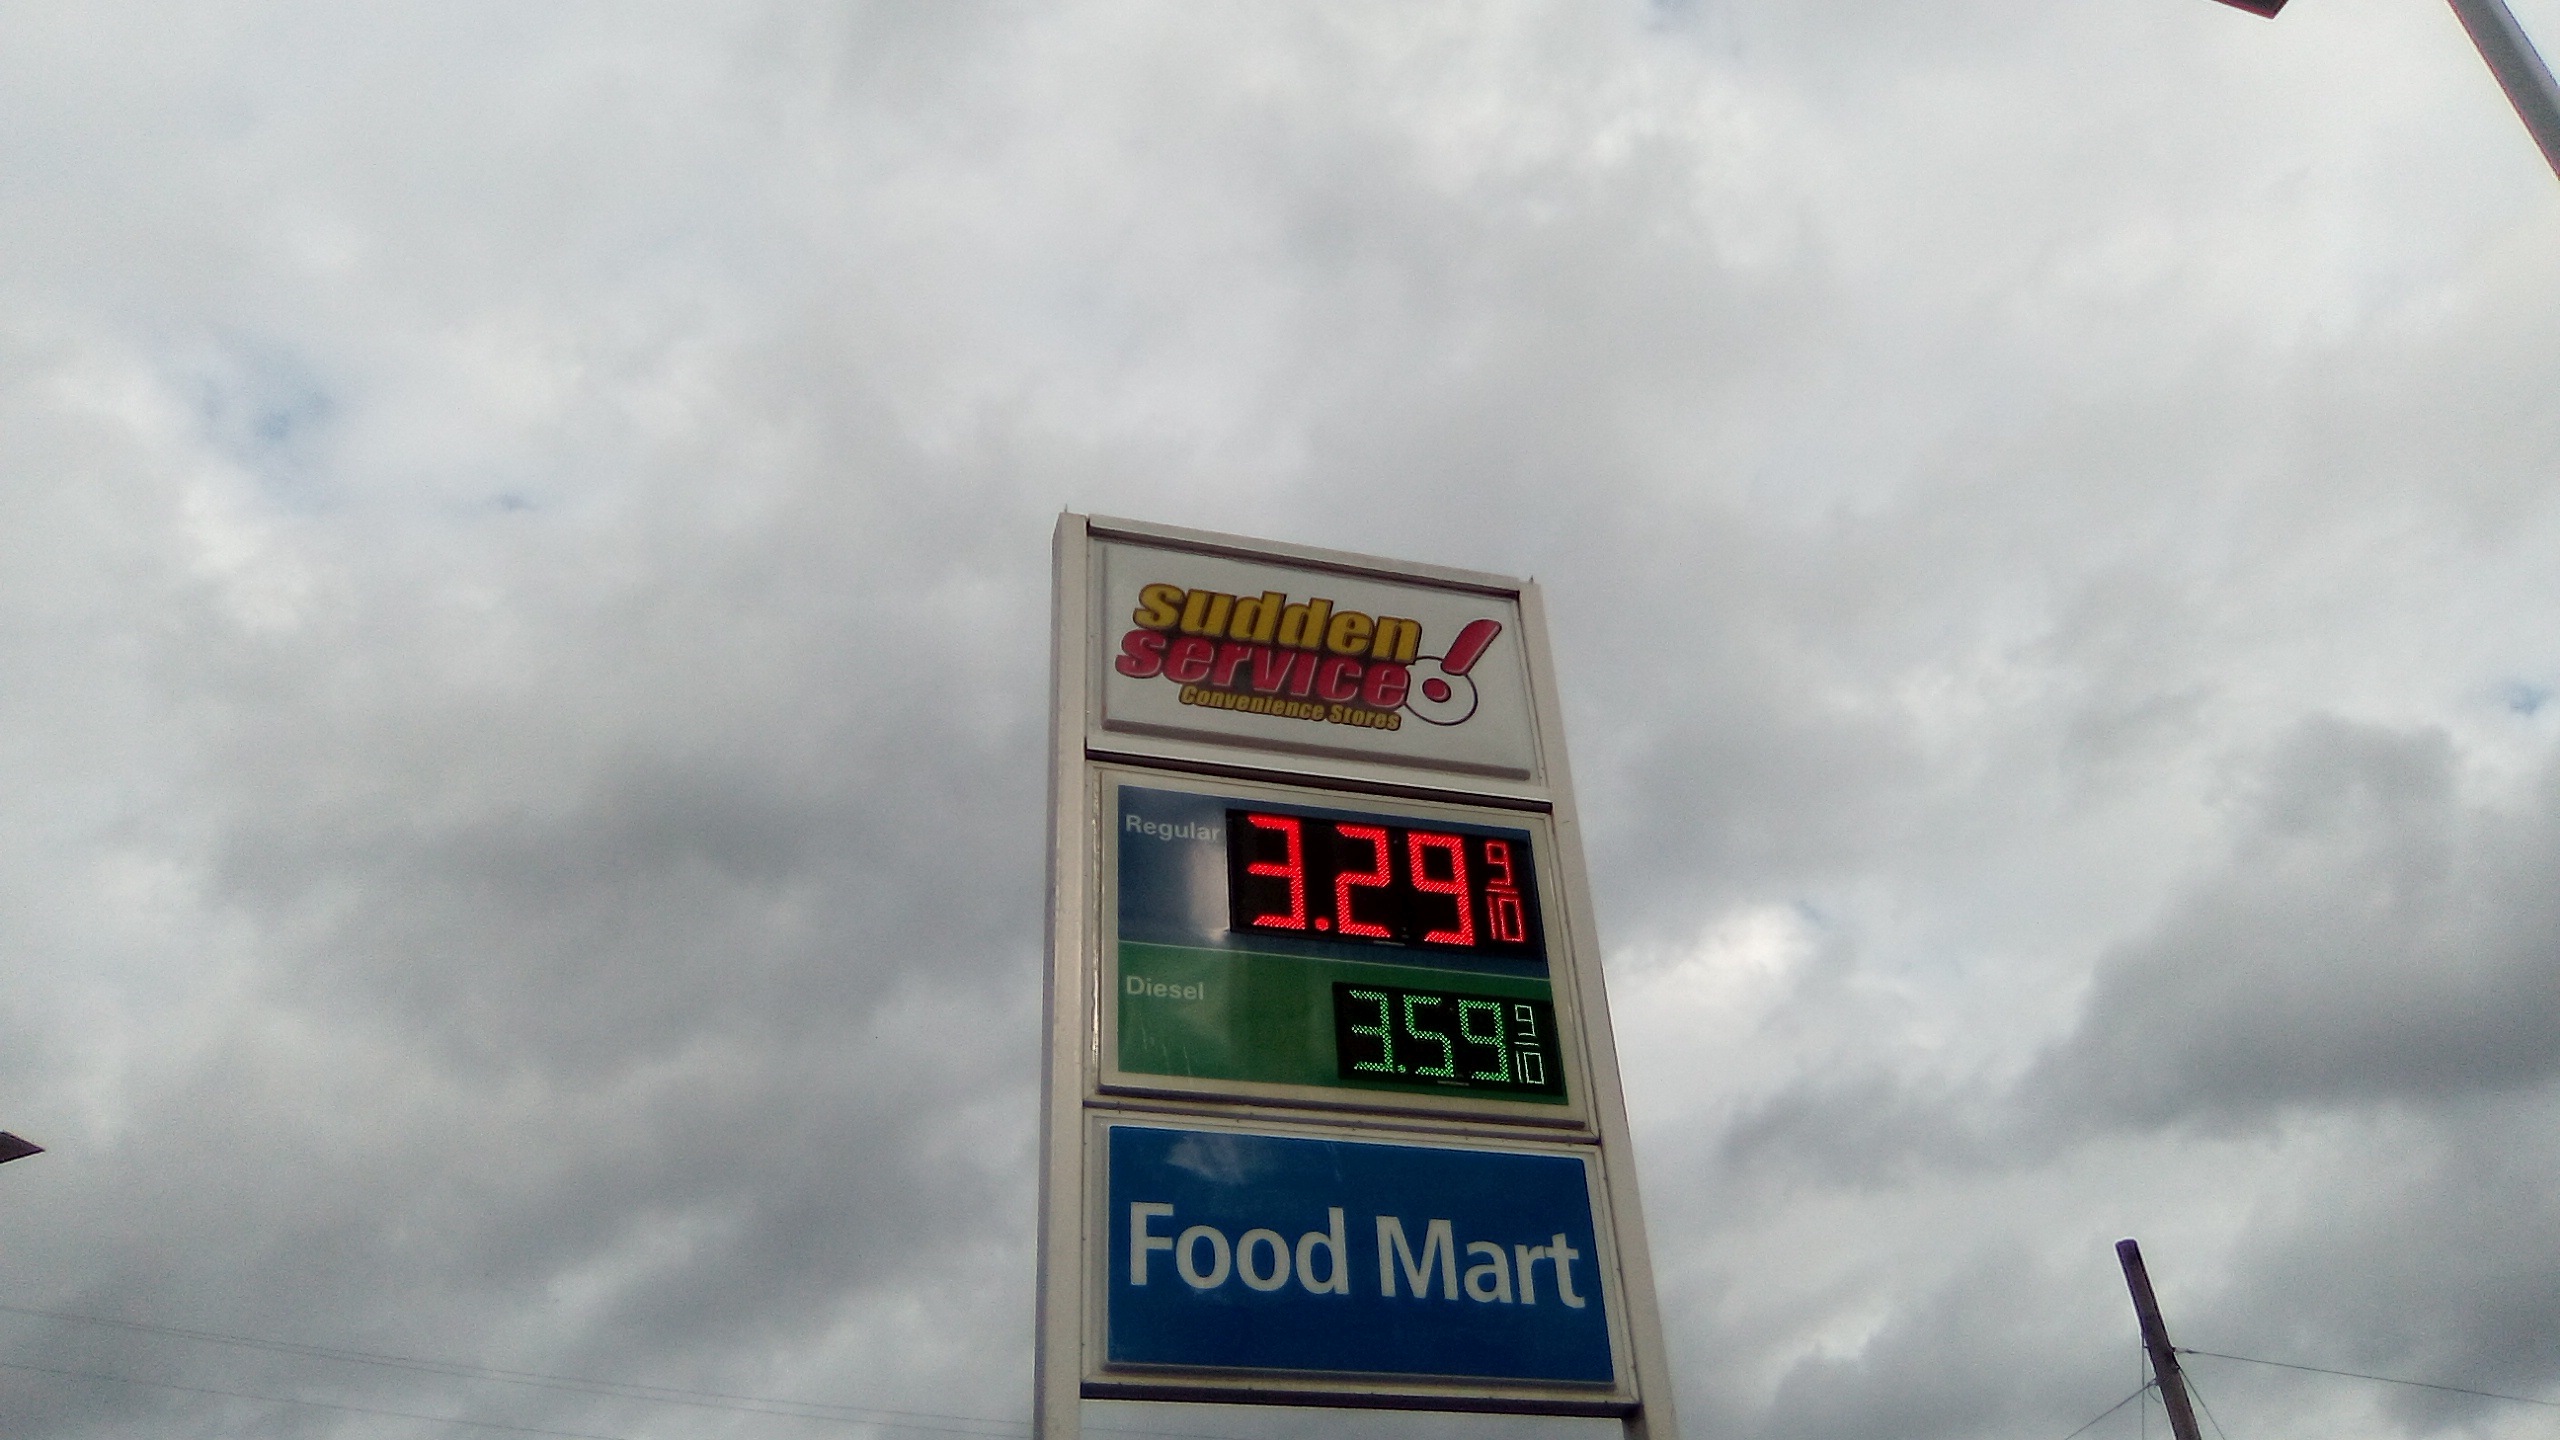 sudden
service!
Convenience Stores
Regular 3.29 9/10
Diesel 3.59 9/10
Food Mart